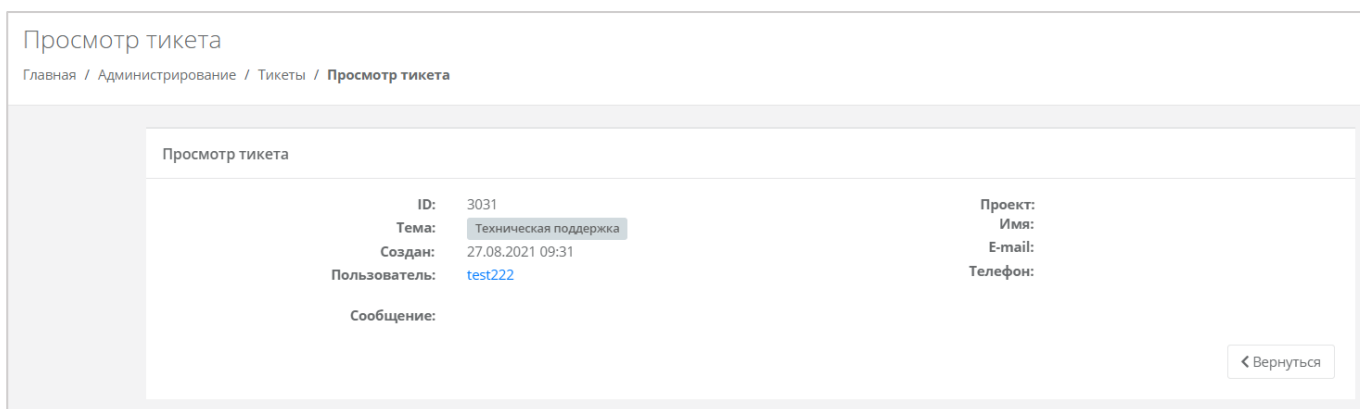 Просмотр тикета
Главная / Администрирование / Тикеты / Просмотр тикета
Просмотр тикета
ID: 3031
Тема: Техническая поддержка
Создан: 27.08.2021 09:31
Пользователь: test222
Сообщение:
Проект:
Имя:
E-mail:
Телефон:
Вернуться